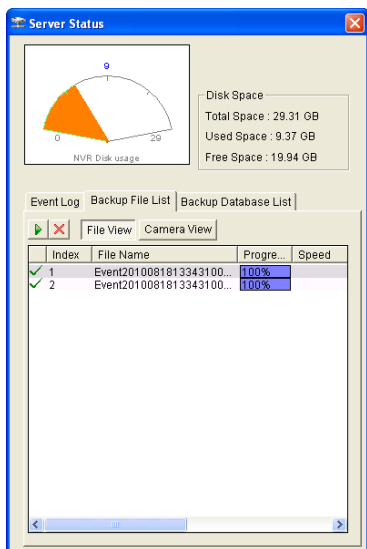 Server Status
9
0
29
NVR Disk usage
Disk Space
Total Space : 29.31 GB
Used Space : 9.37 GB
Free Space : 19.94 GB
Event Log Backup File List Backup Database List
File View Camera View
Index File Name Progre... Speed
1 Event2010081813343100... 100%
2 Event2010081813343100... 100%